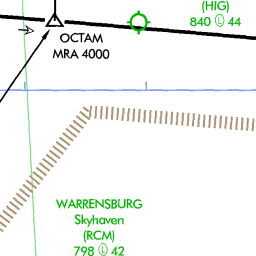 (HIG)
840 Ⓛ 44
OCTAM
MRA 4000
WARRENSBURG
Skyhaven
(RCM)
798 Ⓛ 42